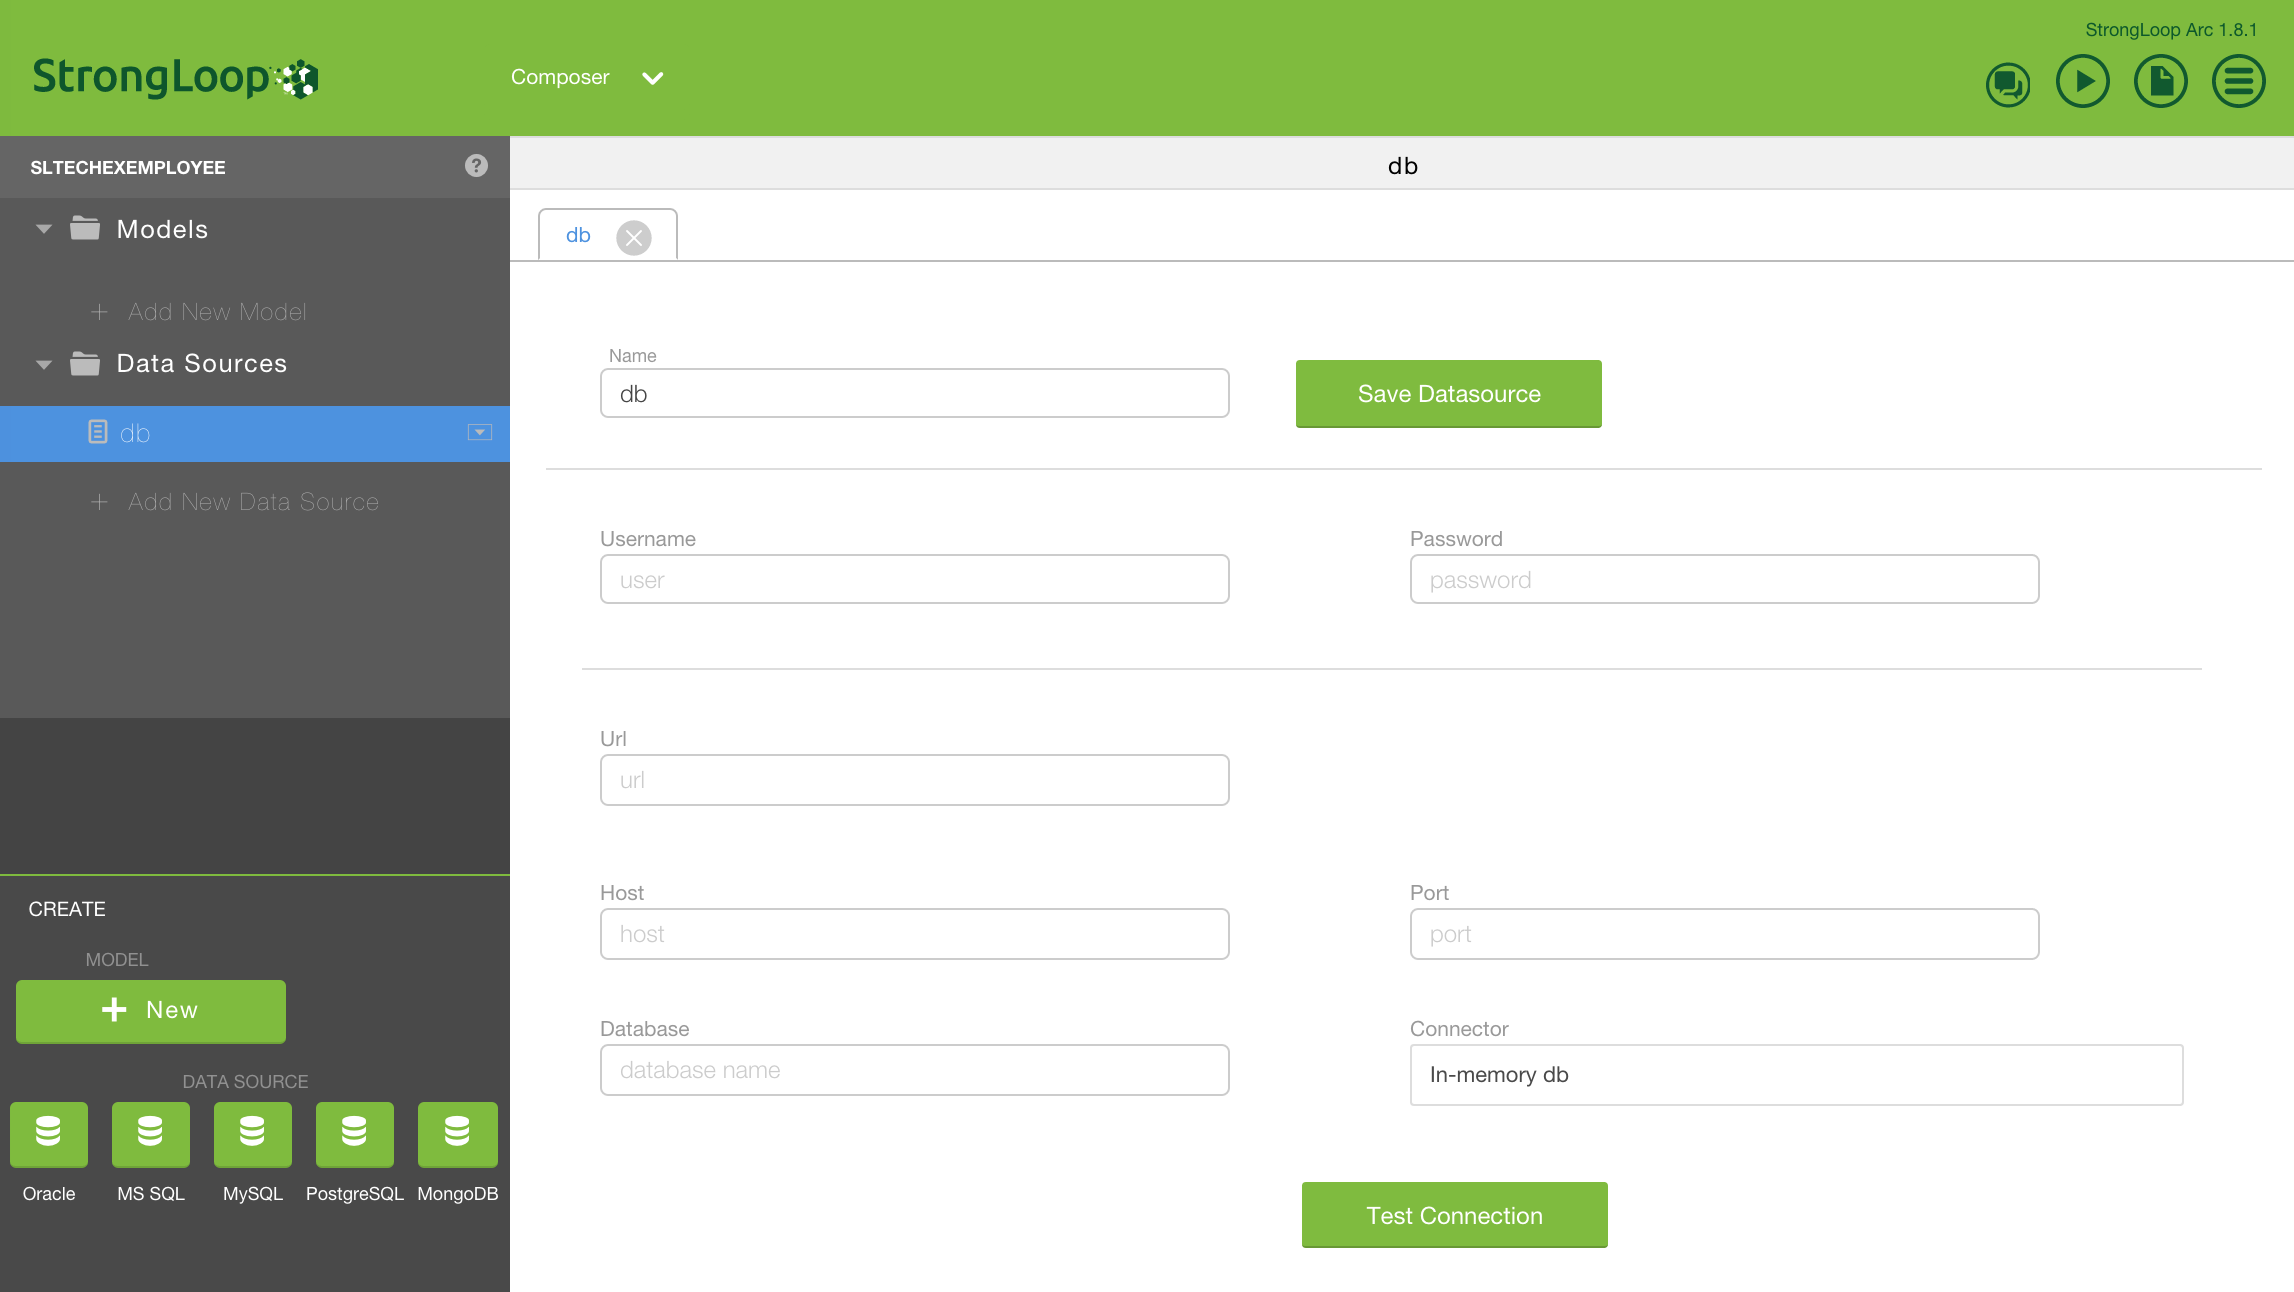 StrongLoop Arc 1.8.1
StrongLoop
Composer
SLTECHEXEMPLOYEE
?
db
Models
db
Add New Model
Data Sources
Name
db
Save Datasource
db
Add New Data Source
Username
Password
user
password
Url
url
Host
Port
host
port
CREATE
MODEL
New
Database
Connector
database name
In-memory db
DATA SOURCE
Oracle
MS SQL
MySQL
PostgreSQL
MongoDB
Test Connection